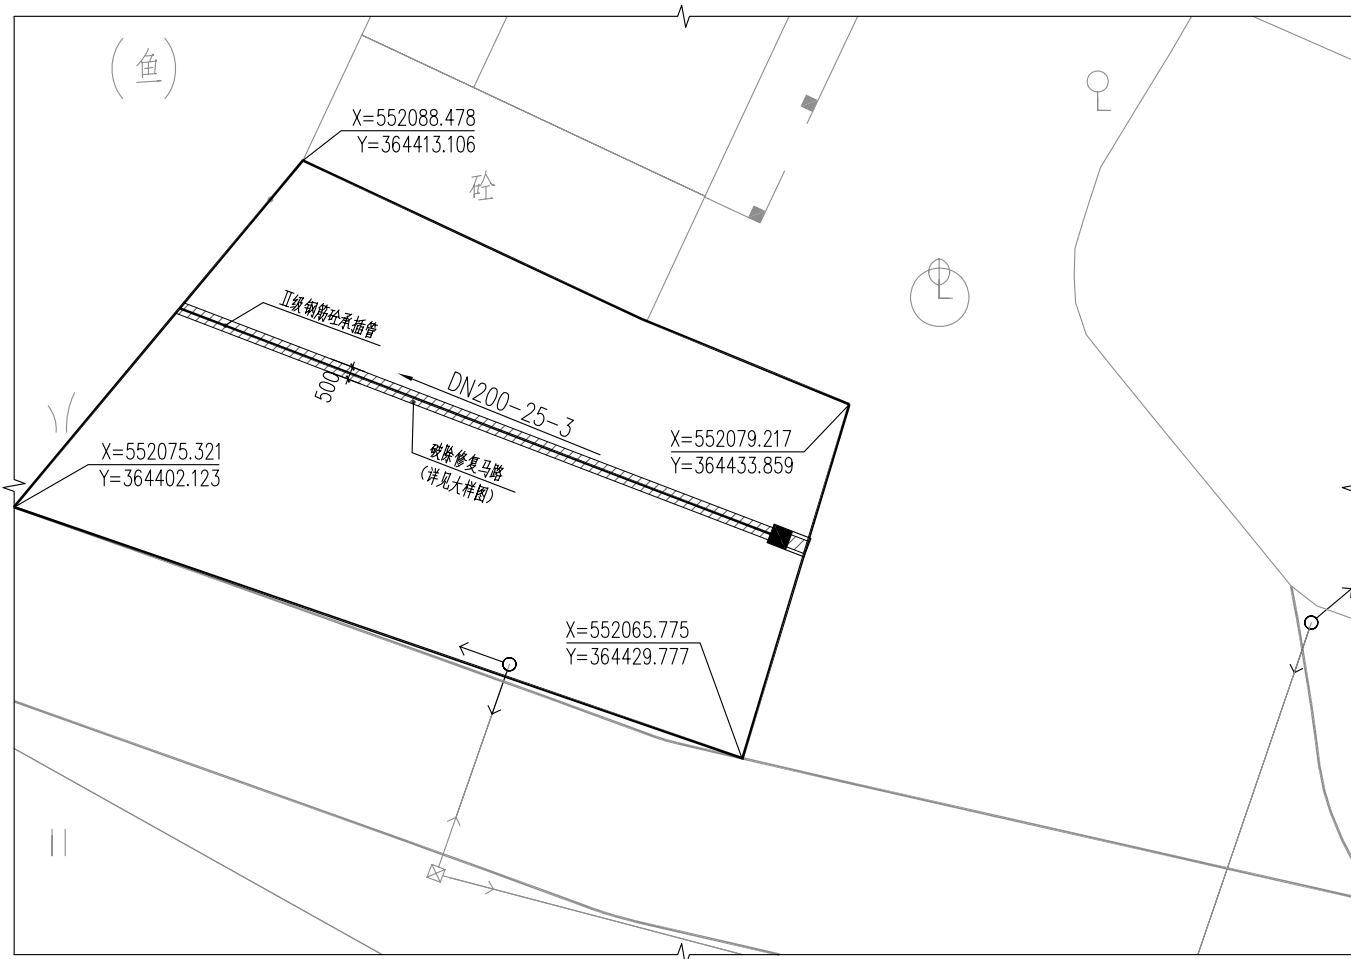 (鱼)
X=552088.478
Y=364413.106
砼
II级钢筋砼承插管
500
DN200-25-3
破除修复马路
(详见大样图)
X=552079.217
Y=364433.859
X=552075.321
Y=364402.123
X=552065.775
Y=364429.777